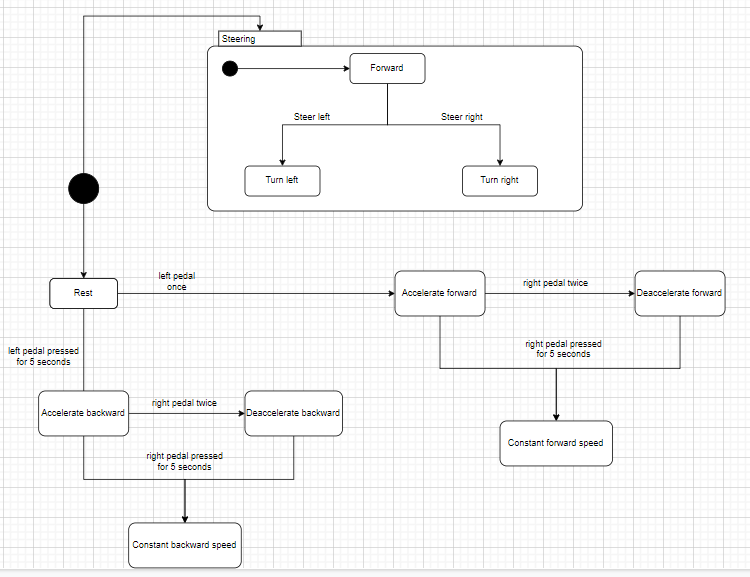 Steering
Forward
Steer left
Steer right
Turn left
Turn right
left pedal
once
Rest
Accelerate forward
right pedal twice
Deaccelerate forward
left pedal pressed
for 5 seconds
right pedal pressed
for 5 seconds
Accelerate backward
right pedal twice
Deaccelerate backward
Constant forward speed
right pedal pressed
for 5 seconds
Constant backward speed